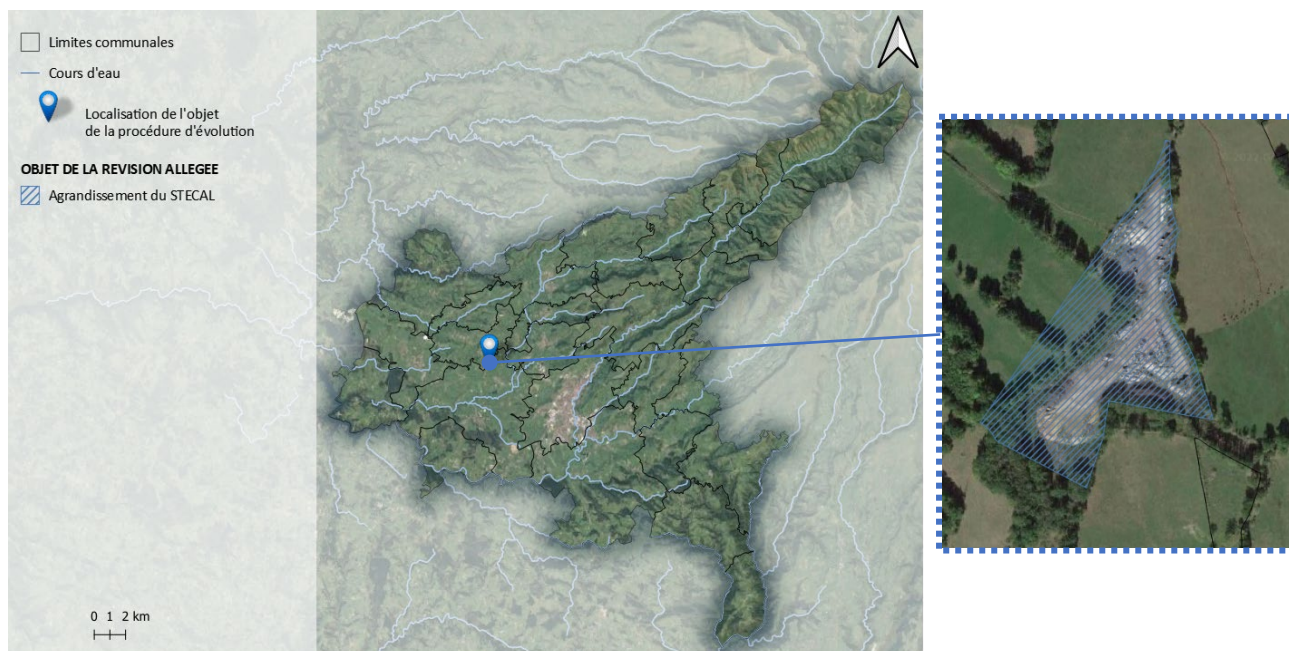 Limites communales
Cours d'eau
Localisation de l'objet
de la procédure d'évolution
OBJET DE LA REVISION ALLEGEE
Agrandissement du STECAL
0 1 2 km